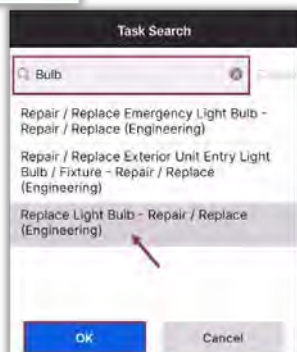 Task Search
Bulb
Repair / Replace Emergency Light Bulb -
Repair / Replace (Engineering)
Repair / Replace Exterior Unit Entry Light
Bulb / Fixture - Repair / Replace
(Engineering)
Replace Light Bulb - Repair / Replace
(Engineering)
OK
Cancel